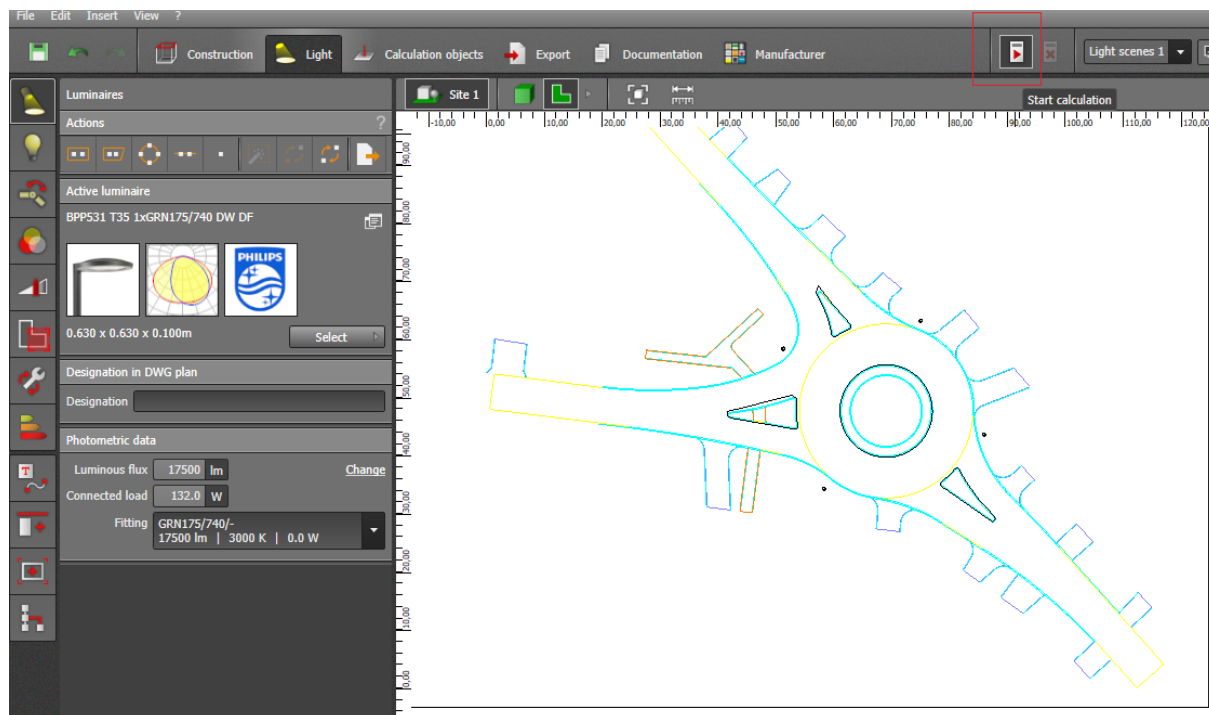 File Edit Insert View ?
Construction Light Calculation objects Export Documentation Manufacturer Light scenes 1
Luminaires Site 1 Start calculation
Actions ?
-10,00 0,00 10,00 20,00 30,00 40,00 50,00 60,00 70,00 80,00 90,00 100,00 110,00 120,00
90,00
80,00
70,00
60,00
50,00
40,00
30,00
20,00
10,00
0,00
Active luminaire
BPP531 T35 1xGRN175/740 DW DF
PHILIPS
0.630 x 0.630 x 0.100m Select
Designation in DWG plan
Designation
Photometric data
Luminous flux 17500 lm Change
Connected load 132.0 W
Fitting GRN175/740/-
17500 lm | 3000 K | 0.0 W
T